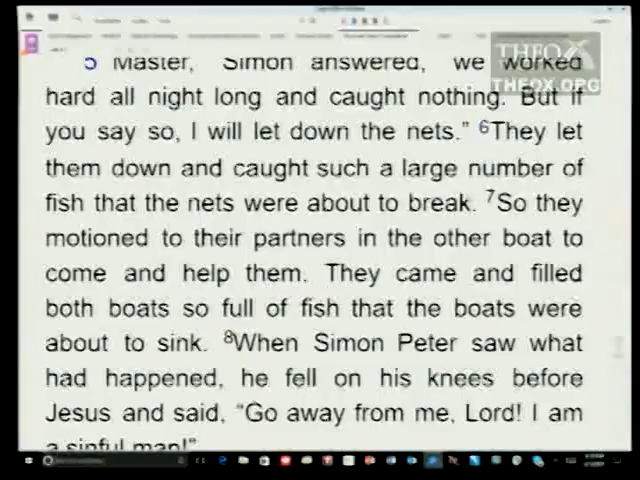 THEOX
THEOX.ORG
5 Master, Simon answered, we worked
hard all night long and caught nothing. But if
you say so, I will let down the nets.” 6They let
them down and caught such a large number of
fish that the nets were about to break. 7So they
motioned to their partners in the other boat to
come and help them. They came and filled
both boats so full of fish that the boats were
about to sink. 8When Simon Peter saw what
had happened, he fell on his knees before
Jesus and said, “Go away from me, Lord! I am
a sinful man!”